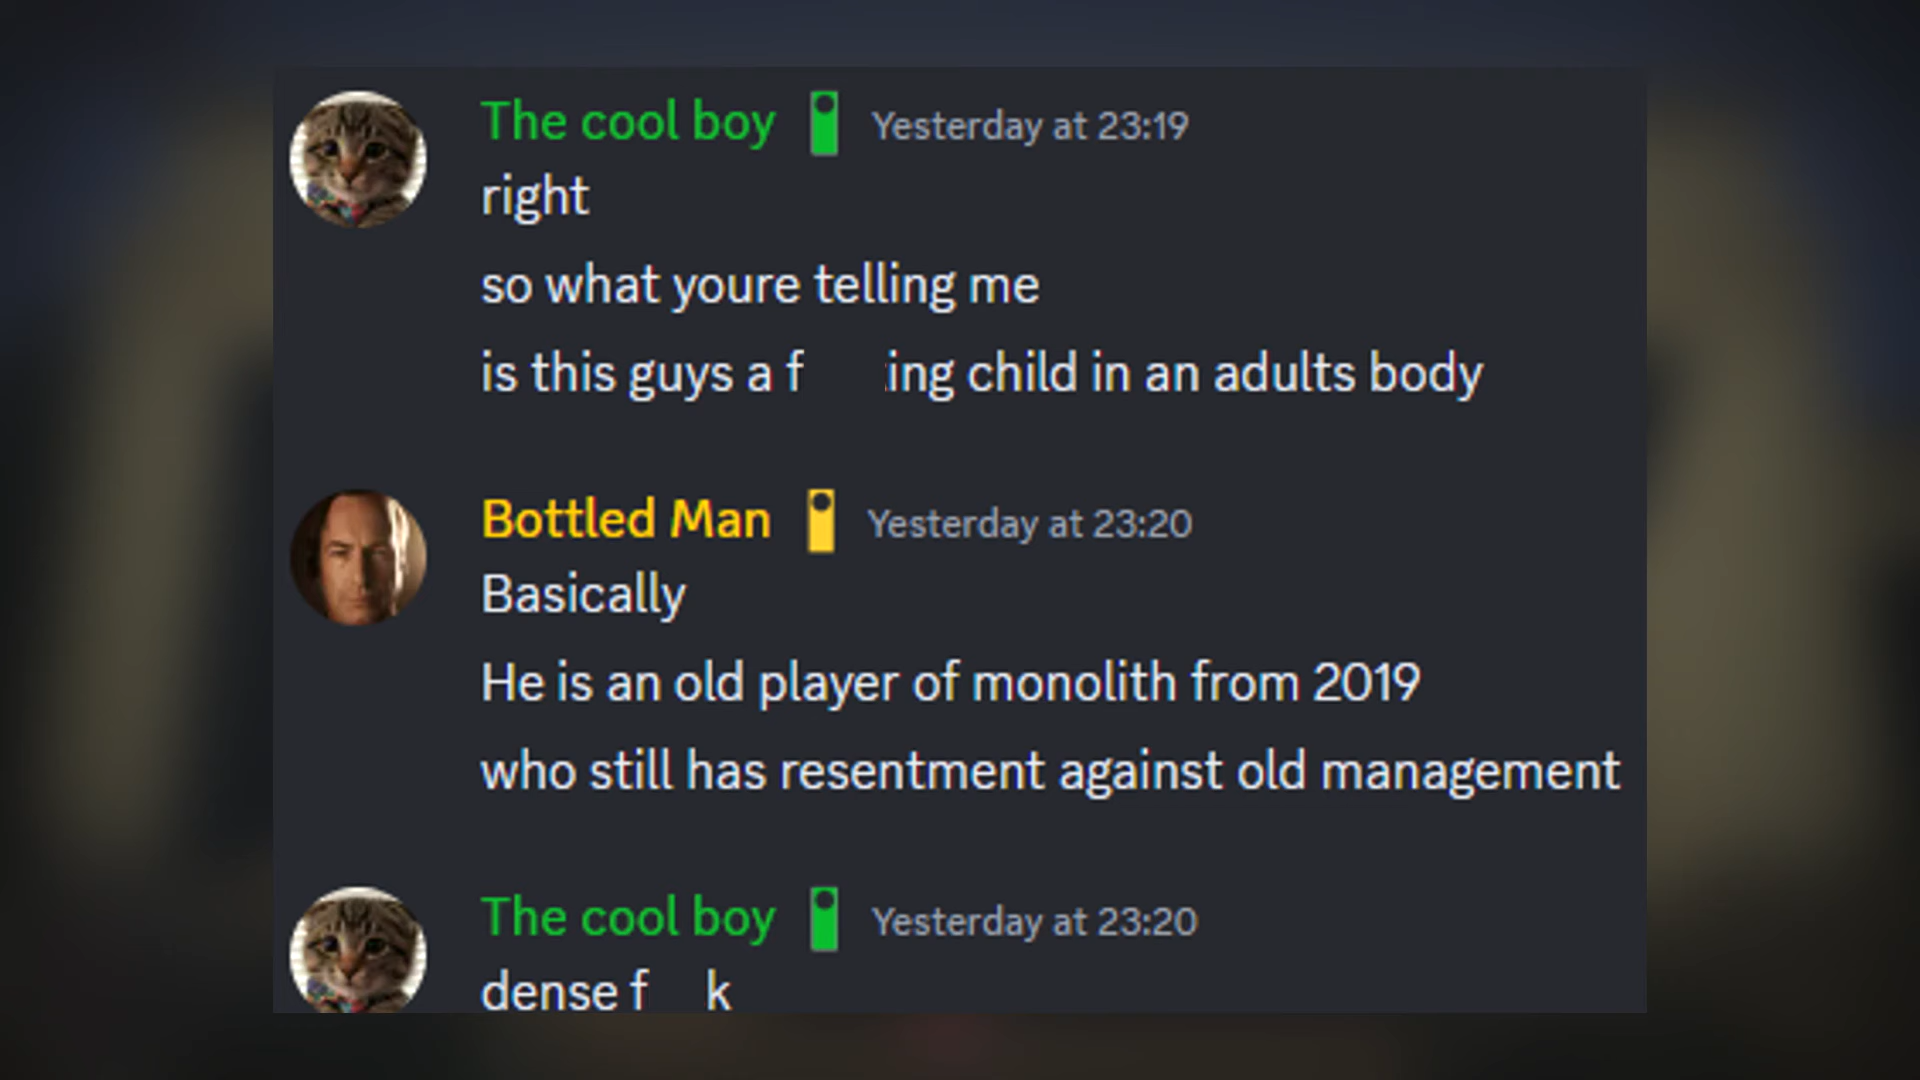 The cool boy Yesterday at 23:19
right
so what youre telling me
is this guys a f ing child in an adults body
Bottled Man Yesterday at 23:20
Basically
He is an old player of monolith from 2019
who still has resentment against old management
The cool boy Yesterday at 23:20
dense f k